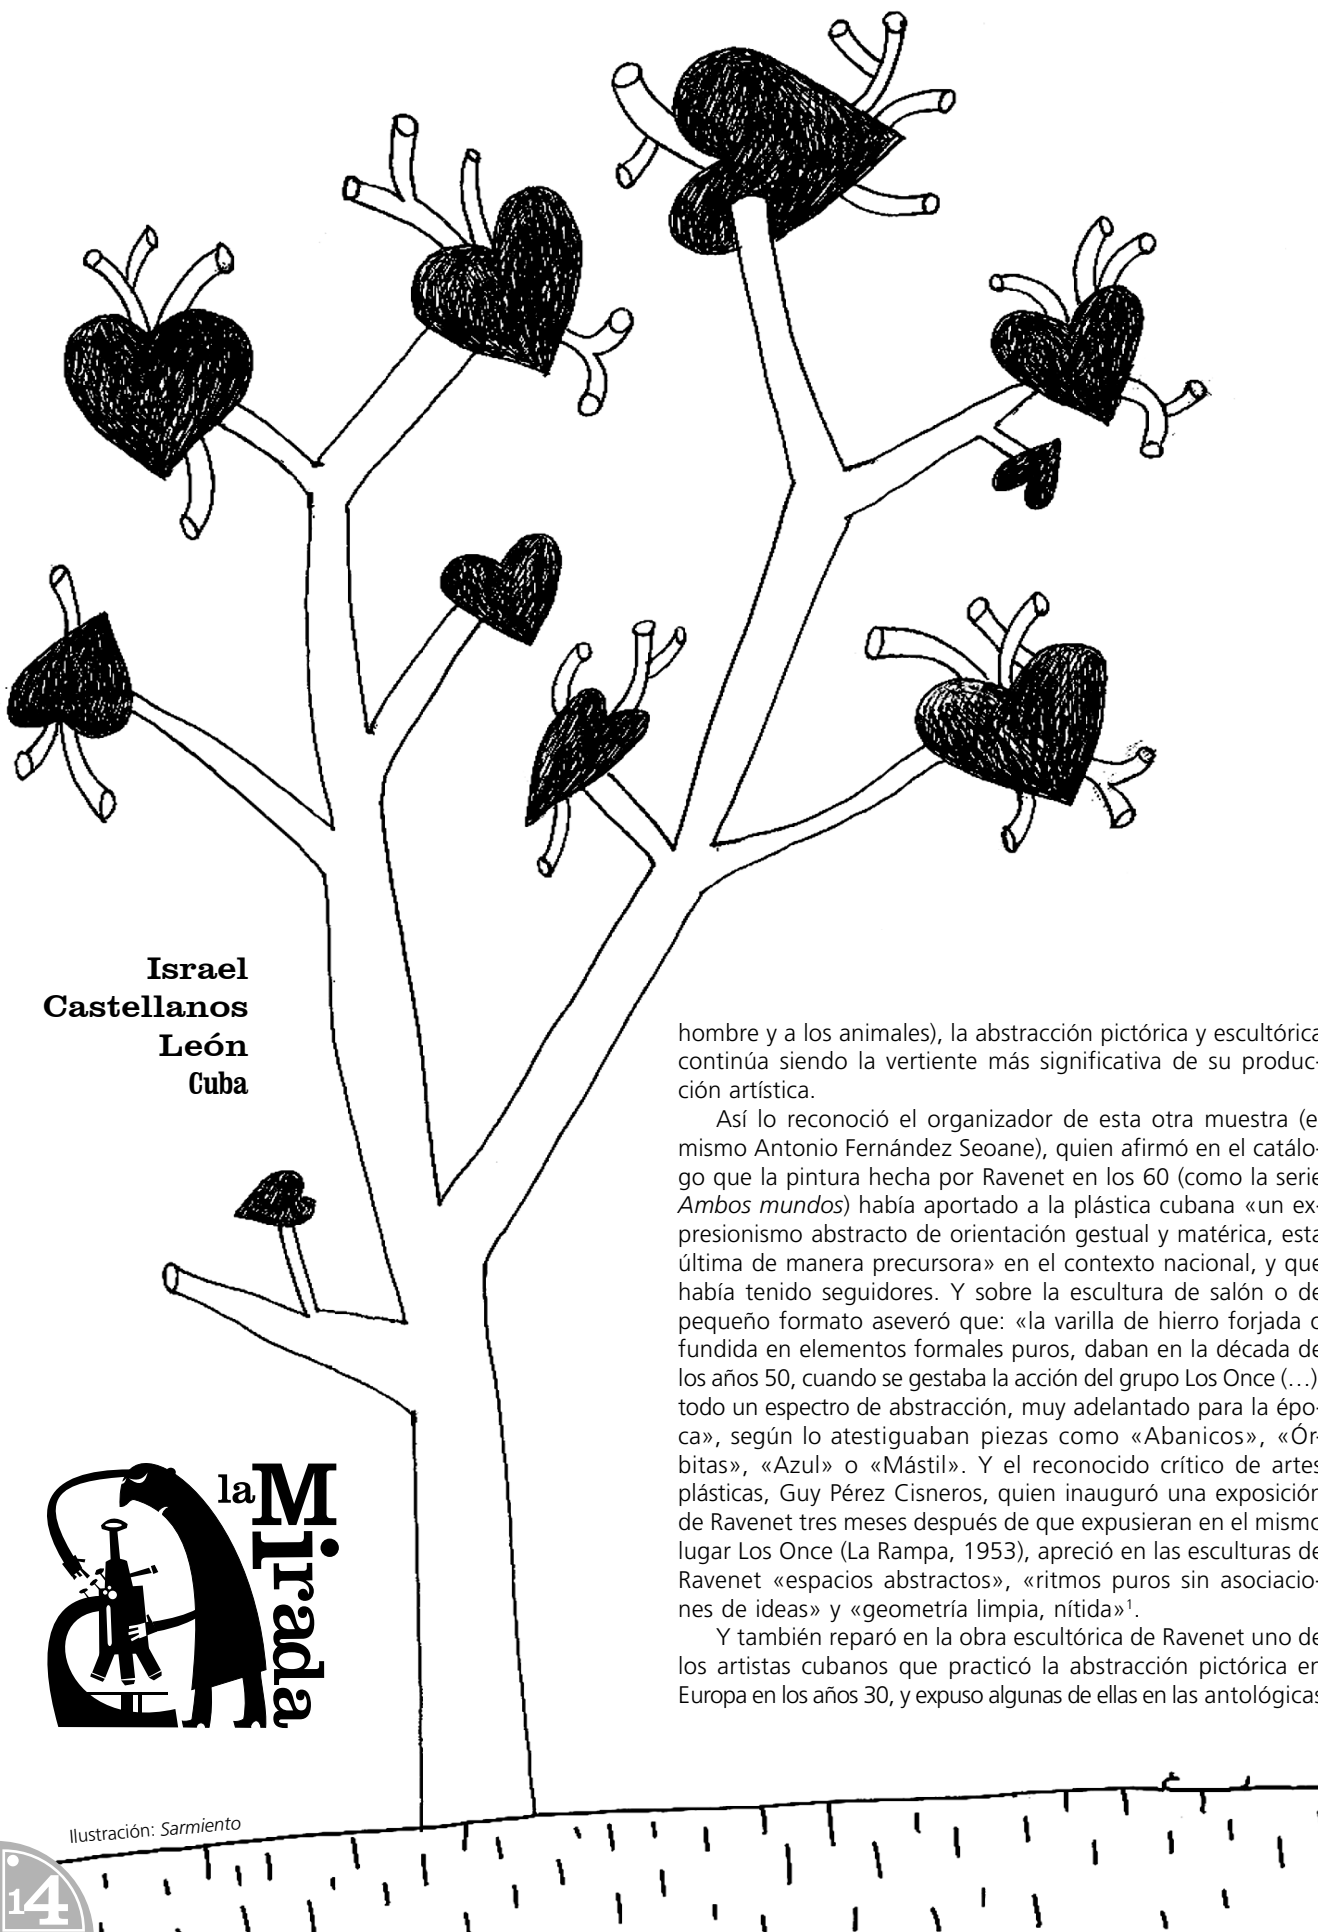 Israel
Castellanos
León
Cuba
hombre y a los animales), la abstracción pictórica y escultórica
continúa siendo la vertiente más significativa de su produc-
ción artística.
Así lo reconoció el organizador de esta otra muestra (e
mismo Antonio Fernández Seoane), quien afirmó en el catálo-
go que la pintura hecha por Ravenet en los 60 (como la serie
Ambos mundos) había aportado a la plástica cubana «un ex-
presionismo abstracto de orientación gestual y matérica, esta
última de manera precursora» en el contexto nacional, y que
había tenido seguidores. Y sobre la escultura de salón o de
pequeño formato aseveró que: «la varilla de hierro forjada o
fundida en elementos formales puros, daban en la década de
los años 50, cuando se gestaba la acción del grupo Los Once (…)
todo un espectro de abstracción, muy adelantado para la épo-
ca», según lo atestiguaban piezas como «Abanicos», «Ór-
bitas», «Azul» o «Mástil». Y el reconocido crítico de artes
plásticas, Guy Pérez Cisneros, quien inauguró una exposición
de Ravenet tres meses después de que expusieran en el mismo
lugar Los Once (La Rampa, 1953), apreció en las esculturas de
Ravenet «espacios abstractos», «ritmos puros sin asociacio-
nes de ideas» y «geometría limpia, nítida»¹.
Y también reparó en la obra escultórica de Ravenet uno de
los artistas cubanos que practicó la abstracción pictórica en
Europa en los años 30, y expuso algunas de ellas en las antológicas
la Mirada
Ilustración: Sarmiento
14